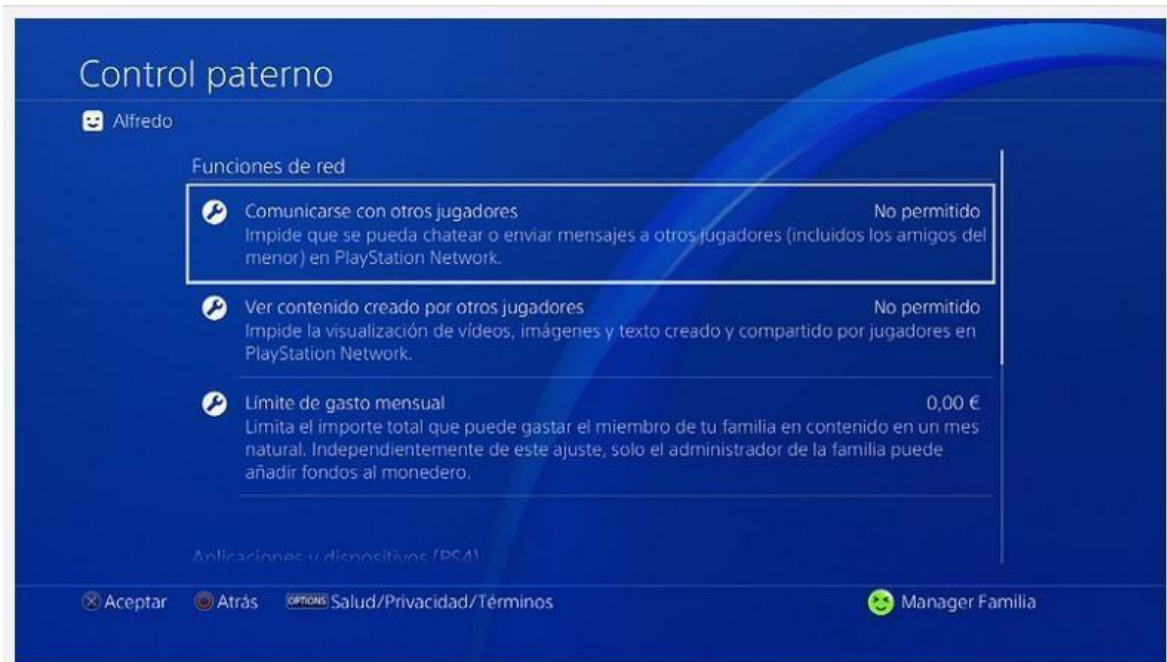 Control paterno
Alfredo
Funciones de red
Comunicarse con otros jugadores No permitido
Impide que se pueda chatear o enviar mensajes a otros jugadores (incluidos los amigos del
menor) en PlayStation Network.
Ver contenido creado por otros jugadores No permitido
Impide la visualización de vídeos, imágenes y texto creado y compartido por jugadores en
PlayStation Network.
Límite de gasto mensual 0,00 €
Limita el importe total que puede gastar el miembro de tu familia en contenido en un mes
natural. Independientemente de este ajuste, solo el administrador de la familia puede
añadir fondos al monedero.
Aplicaciones y dispositivos (PS4)
Aceptar Atrás OPTIONS Salud/Privacidad/Términos Manager Familia